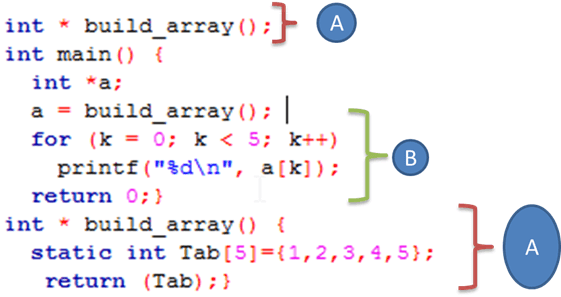 int * build_array(); A
int main() {
int *a;
a = build_array();
for (k = 0; k < 5; k++)
printf("%d\n", a[k]); B
return 0;}
int * build_array() {
static int Tab[5]={1,2,3,4,5}; A
return (Tab);}